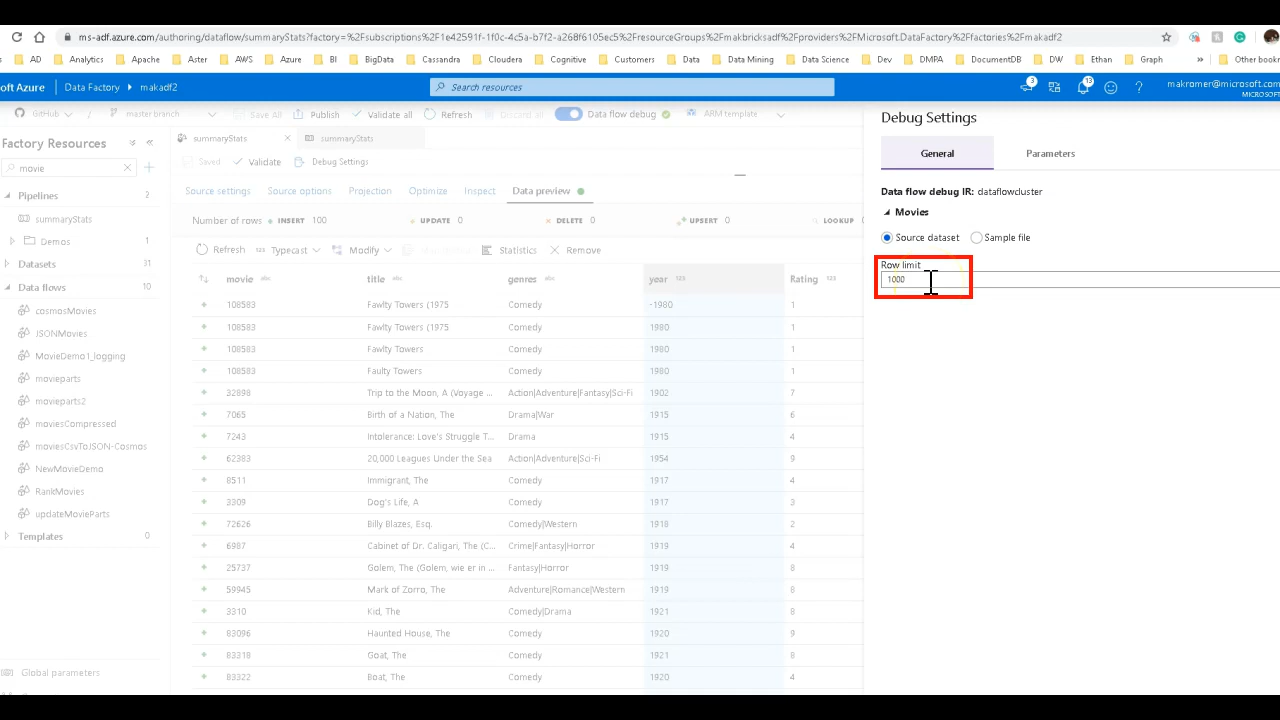 ms-adf.azure.com/authoring/dataflow/summaryStats?factory=%2Fsubscriptions%2F1e42591f-1f0c-4c5a-b7f2-a268f6105ec5%2FresourceGroups%2Fmakbricksadf%2Fproviders%2FMicrosoft.DataFactory%2Ffactories%2Fmakadf2
AD Analytics Apache Aster AWS Azure BI BigData Cassandra Cloudera Cognitive Customers Data Data Mining Data Science Dev DMPA DocumentDB DW Ethan Graph » Other bookm
soft Azure Data Factory makadf2 Search resources 3 13 ? makromer@microsoft.com
MICROSOFT
GitHub / master branch Save All Publish Validate all Refresh Discard all Data flow debug ARM template
Debug Settings
Factory Resources
summaryStats summaryStats
General Parameters
movie
Saved Validate Debug Settings
Source settings Source options Projection Optimize Inspect Data preview
Data flow debug IR: dataflowcluster
Pipelines 2
summaryStats
Demos 1
Datasets 31
Data flows 10
cosmosMovies
JSONMovies
MovieDemo1_logging
movieparts
movieparts2
moviesCompressed
moviesCsvToJSON-Cosmos
NewMovieDemo
RankMovies
updateMovieParts
Templates 0
Global parameters
Number of rows INSERT 100 UPDATE 0 DELETE 0 UPSERT 0 LOOKUP
Refresh 123 Typecast Modify Statistics Remove
movie abc title abc genres abc year 123 Rating 123
108583 Fawlty Towers (1975 Comedy -1980 1
108583 Fawlty Towers (1975 Comedy 1980 1
108583 Fawlty Towers Comedy 1980 1
108583 Faulty Towers Comedy 1980 1
32898 Trip to the Moon, A (Voyage ... Action|Adventure|Fantasy|Sci-Fi 1902 7
7065 Birth of a Nation, The Drama|War 1915 6
7243 Intolerance: Love's Struggle T... Drama 1915 4
62383 20,000 Leagues Under the Sea Action|Adventure|Sci-Fi 1954 9
8511 Immigrant, The Comedy 1917 4
3309 Dog's Life, A Comedy 1917 3
72626 Billy Blazes, Esq. Comedy|Western 1918 2
6987 Cabinet of Dr. Caligari, The (C... Crime|Fantasy|Horror 1919 4
25737 Golem, The (Golem, wie er in ... Fantasy|Horror 1919 8
59945 Mark of Zorro, The Adventure|Romance|Western 1919 8
3310 Kid, The Comedy|Drama 1921 8
83096 Haunted House, The Comedy 1920 9
83318 Goat, The Comedy 1921 8
83322 Boat, The Comedy 1920 4
Movies
Source dataset Sample file
Row limit
1000